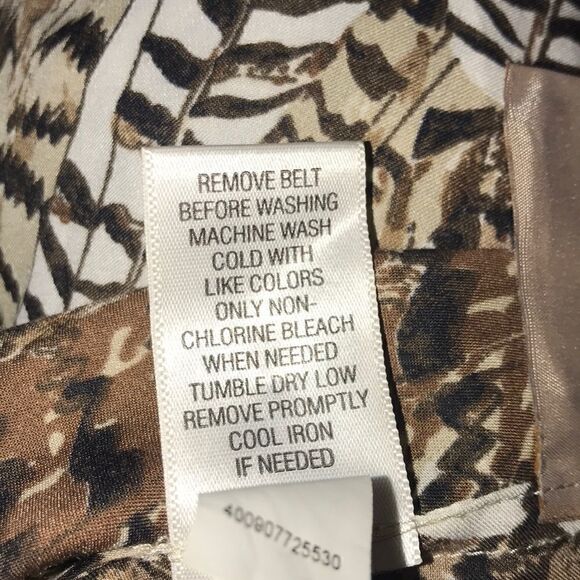 REMOVE BELT
BEFORE WASHING
MACHINE WASH
COLD WITH
LIKE COLORS
ONLY NON-
CHLORINE BLEACH
WHEN NEEDED
TUMBLE DRY LOW
REMOVE PROMPTLY
COOL IRON
IF NEEDED
400907725530